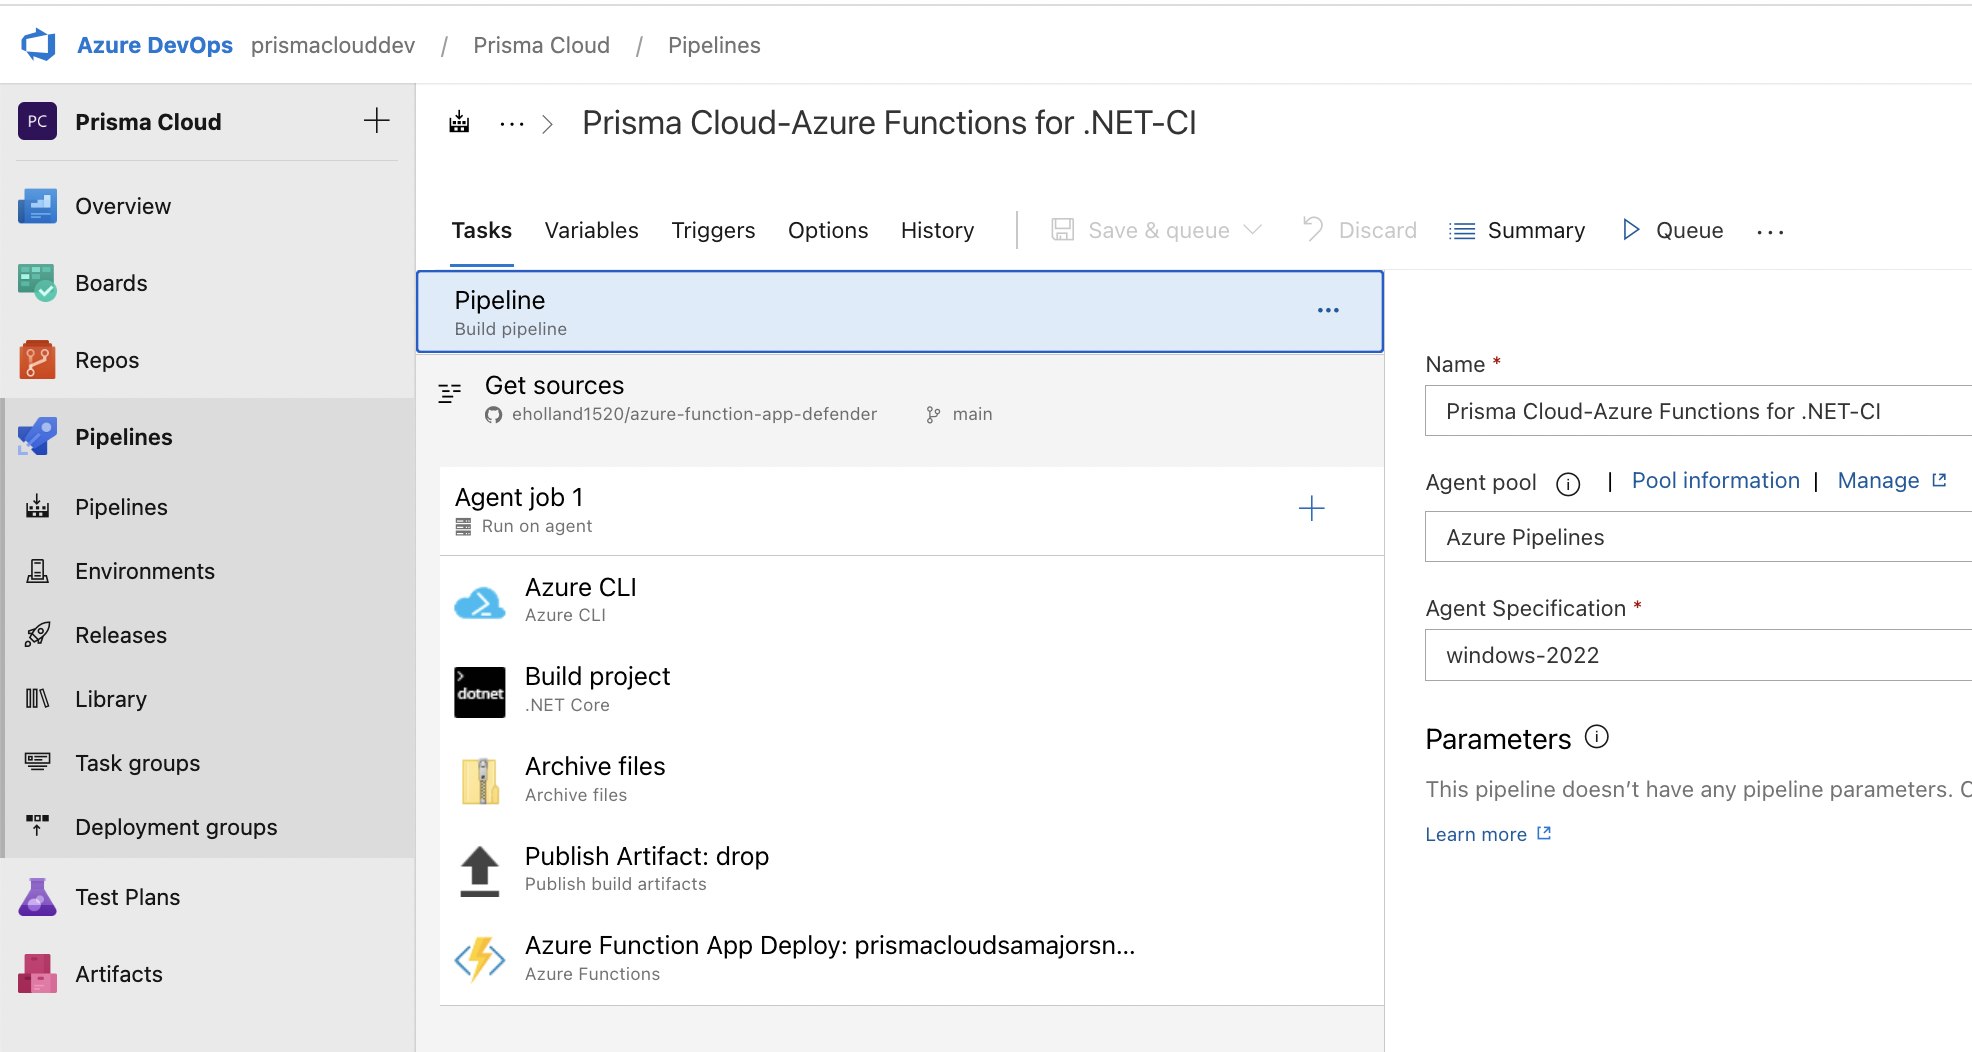 Azure DevOps prismaclouddev / Prisma Cloud / Pipelines
PC Prisma Cloud
Overview
Boards
Repos
Pipelines
Pipelines
Environments
Releases
Library
Task groups
Deployment groups
Test Plans
Artifacts
... > Prisma Cloud-Azure Functions for .NET-CI
Tasks Variables Triggers Options History Save & queue Discard Summary Queue ...
Pipeline ...
Build pipeline
Get sources
eholland1520/azure-function-app-defender main
Agent job 1
Run on agent
Azure CLI
Azure CLI
dotnet
Build project
.NET Core
Archive files
Archive files
Publish Artifact: drop
Publish build artifacts
Azure Function App Deploy: prismacloudsamajorsn...
Azure Functions
Name *
Prisma Cloud-Azure Functions for .NET-CI
Agent pool | Pool information | Manage
Azure Pipelines
Agent Specification *
windows-2022
Parameters
This pipeline doesn't have any pipeline parameters.
Learn more